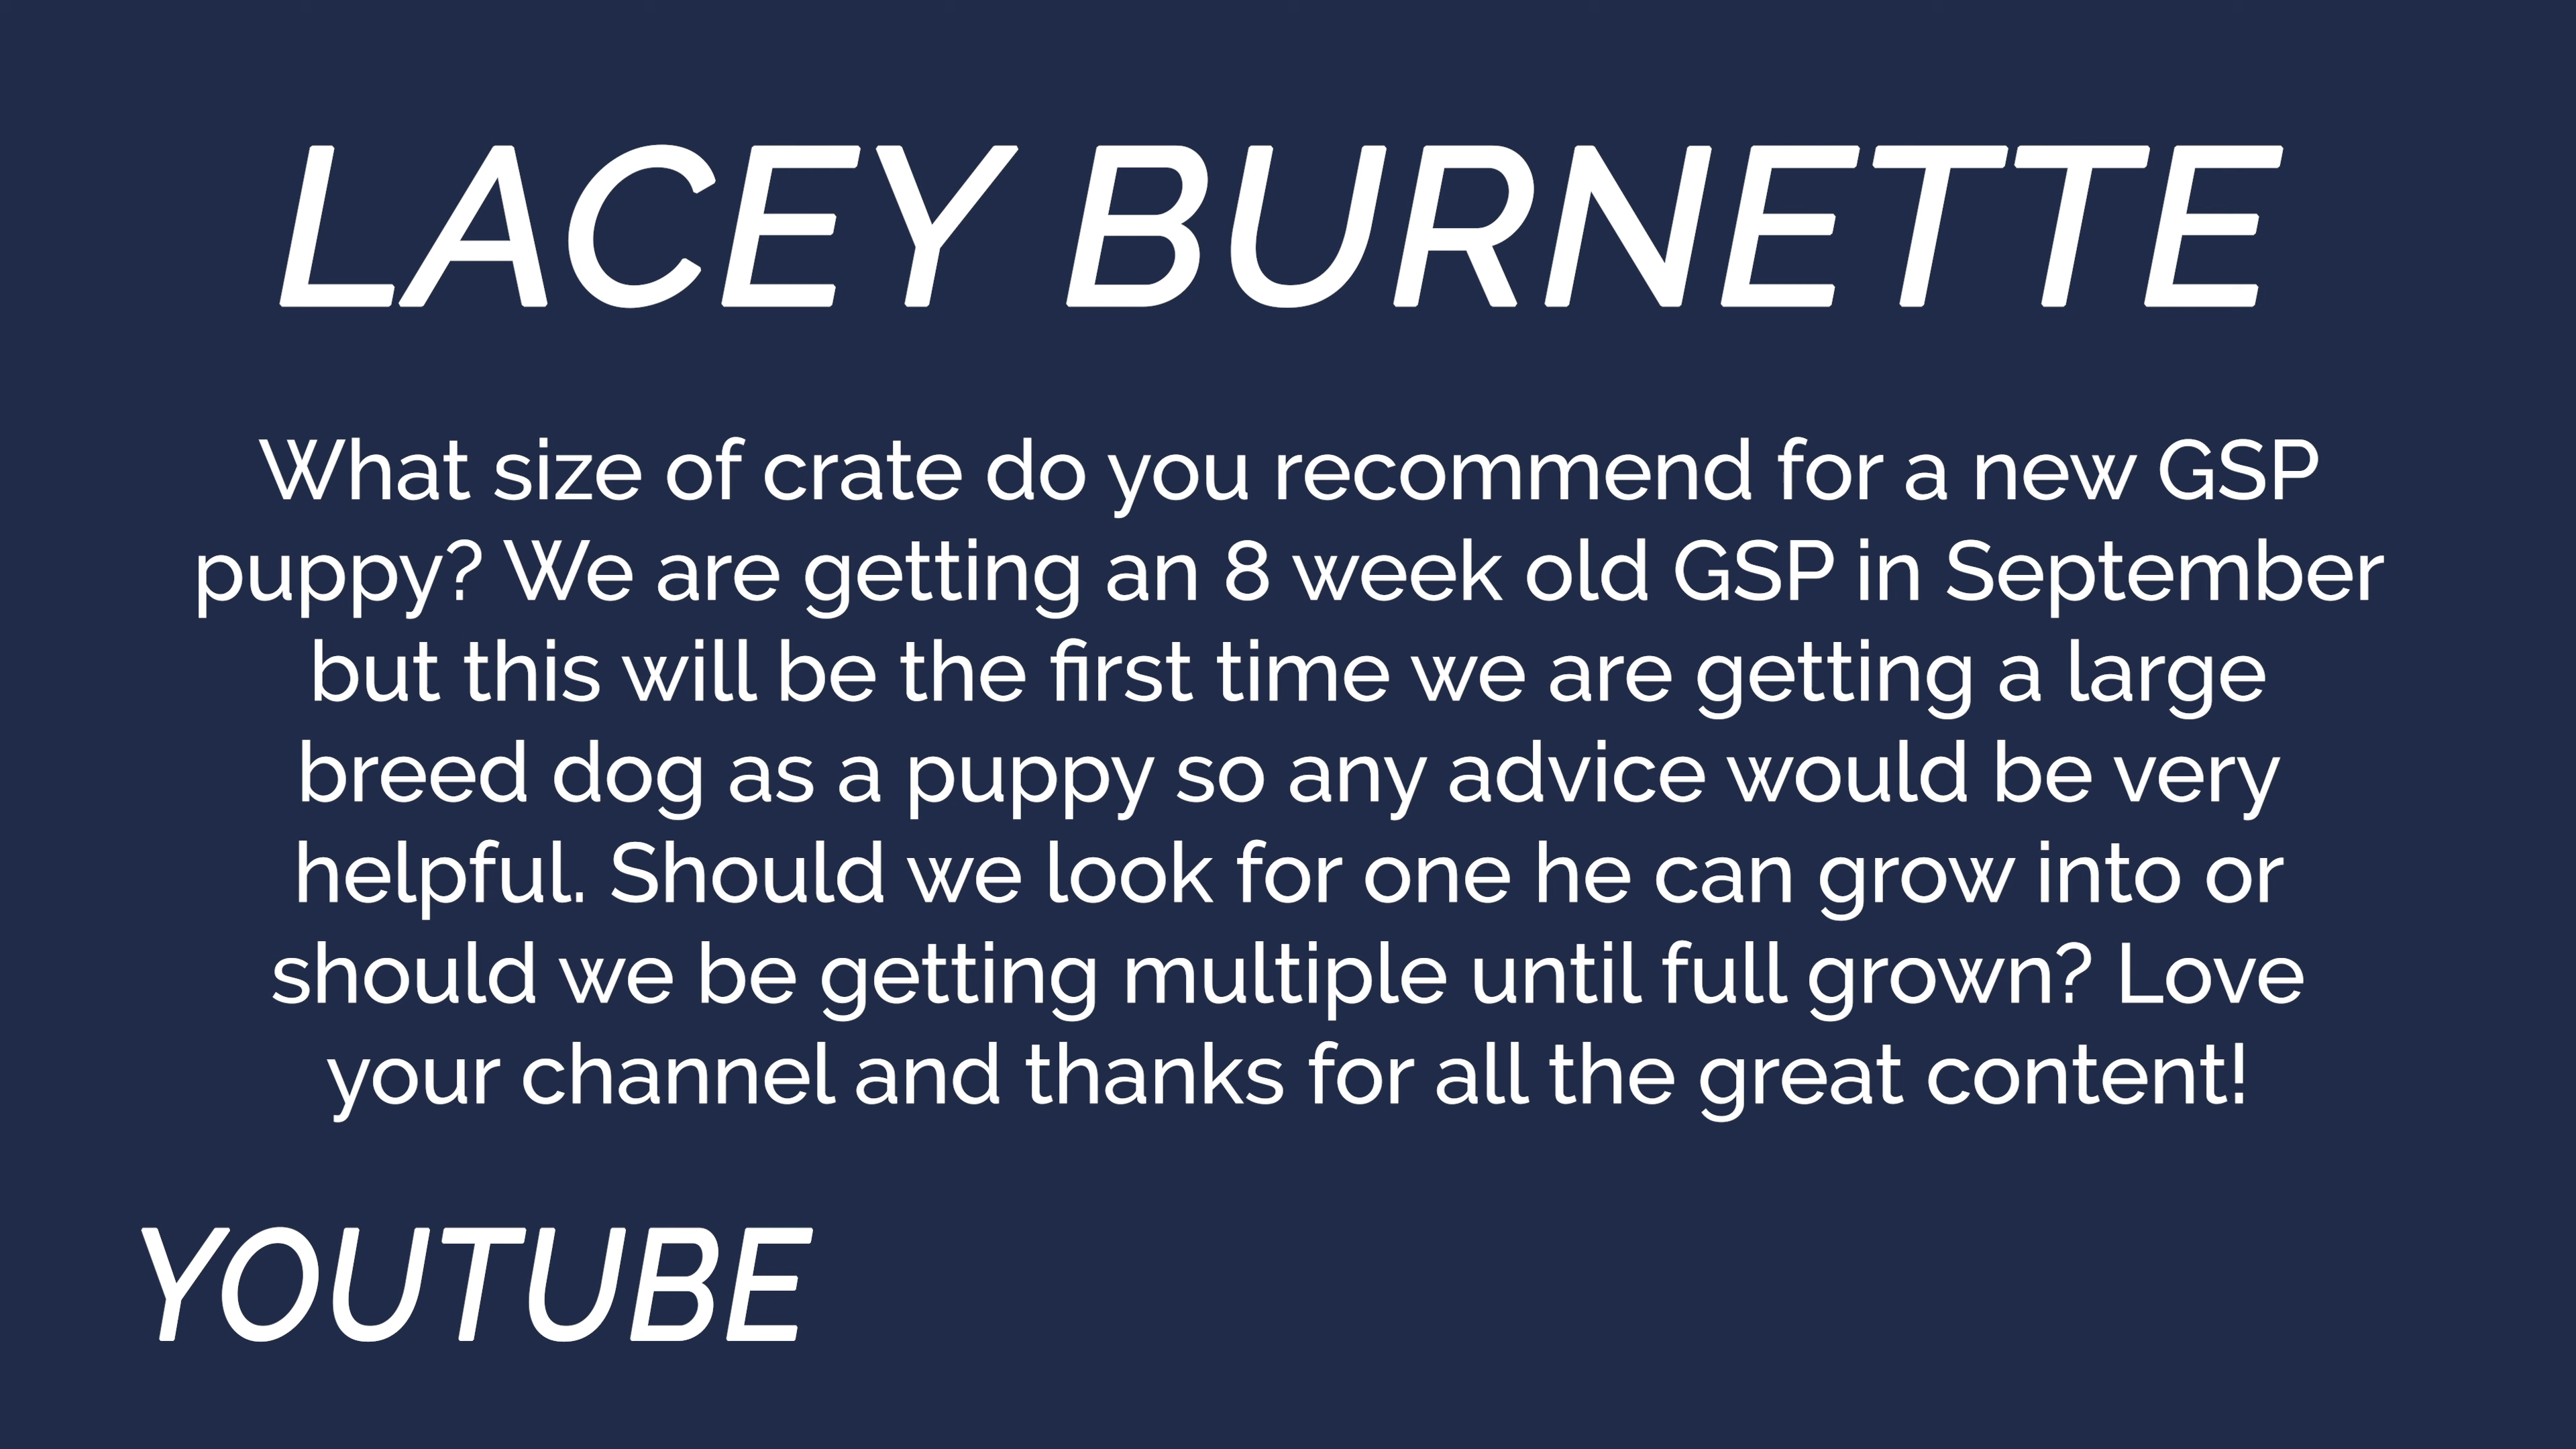 LACEY BURNETTE
What size of crate do you recommend for a new GSP
puppy? We are getting an 8 week old GSP in September
but this will be the first time we are getting a large
breed dog as a puppy so any advice would be very
helpful. Should we look for one he can grow into or
should we be getting multiple until full grown? Love
your channel and thanks for all the great content!
YOUTUBE